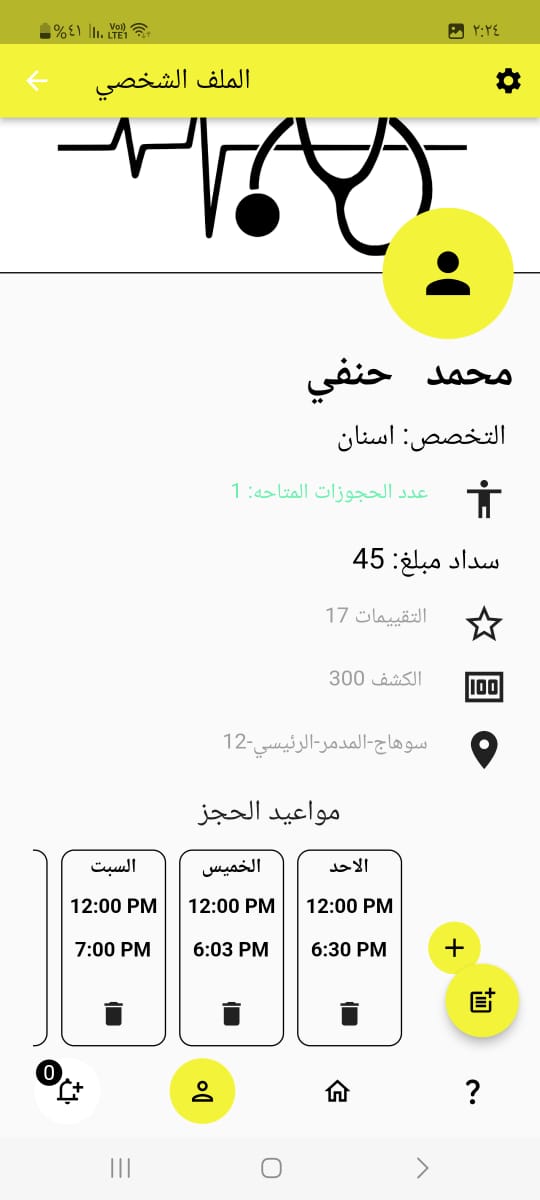 ٢:٢٤
٤١% Vo) LTE1
الملف الشخصي
محمد حنفي
التخصص: اسنان
عدد الحجوزات المتاحه: 1
سداد مبلغ: 45
التقييمات 17
100
الكشف 300
سوهاج-المدمر-الرئيسي-12
مواعيد الحجز
الاحد
12:00 PM
6:30 PM
الخميس
12:00 PM
6:03 PM
السبت
12:00 PM
7:00 PM
+
?
0